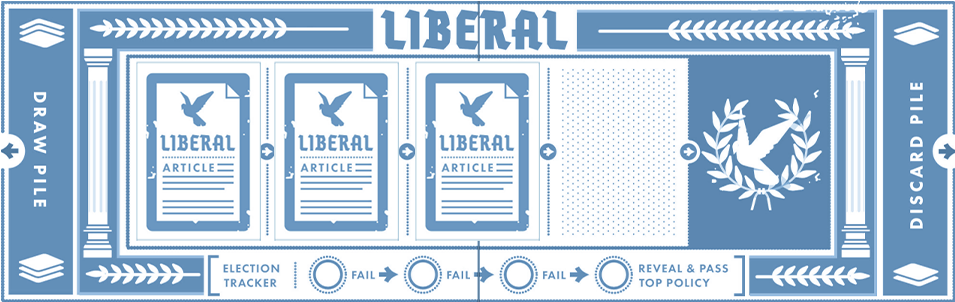 LIBERAL
DRAW PILE
LIBERAL
ARTICLE
LIBERAL
ARTICLE
LIBERAL
ARTICLE
DISCARD PILE
ELECTION
TRACKER
FAIL
FAIL
FAIL
REVEAL & PASS
TOP POLICY